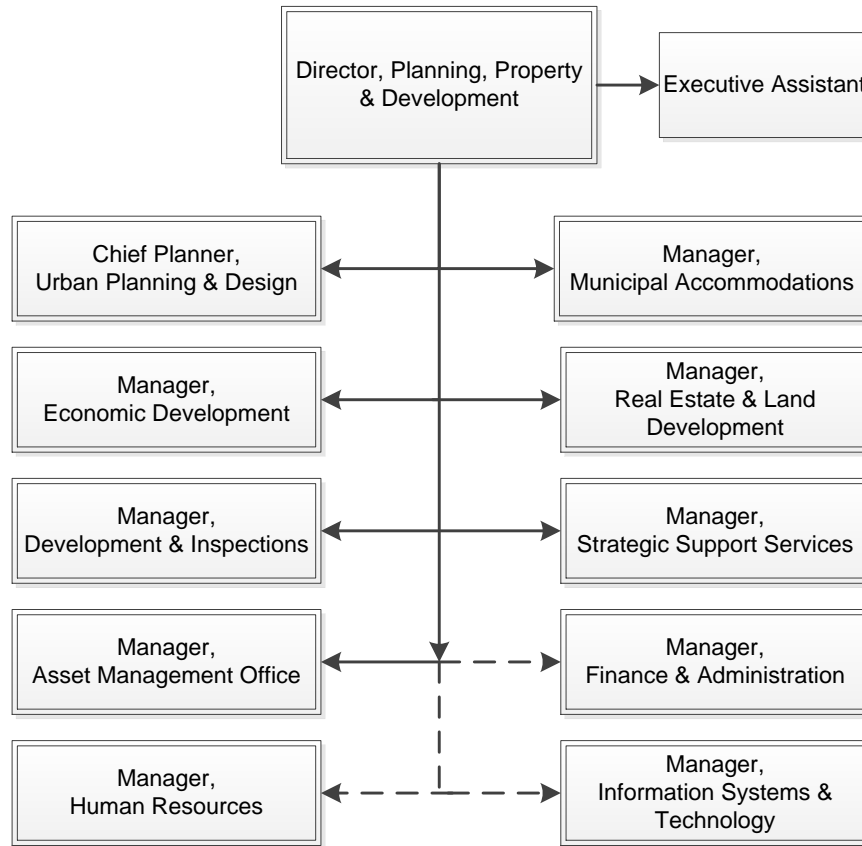 Director, Planning, Property
& Development
Executive Assistant
Chief Planner,
Urban Planning & Design
Manager,
Municipal Accommodations
Manager,
Economic Development
Manager,
Real Estate & Land
Development
Manager,
Development & Inspections
Manager,
Strategic Support Services
Manager,
Asset Management Office
Manager,
Finance & Administration
Manager,
Human Resources
Manager,
Information Systems &
Technology